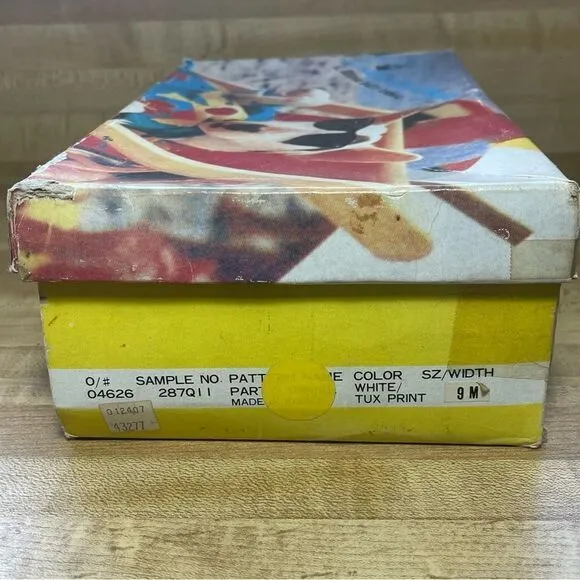 O/# SAMPLE NO. PATT E COLOR SZ/WIDTH
04626 287Q11 PART WHITE/ 9 M
MADE TUX PRINT
012407
43277